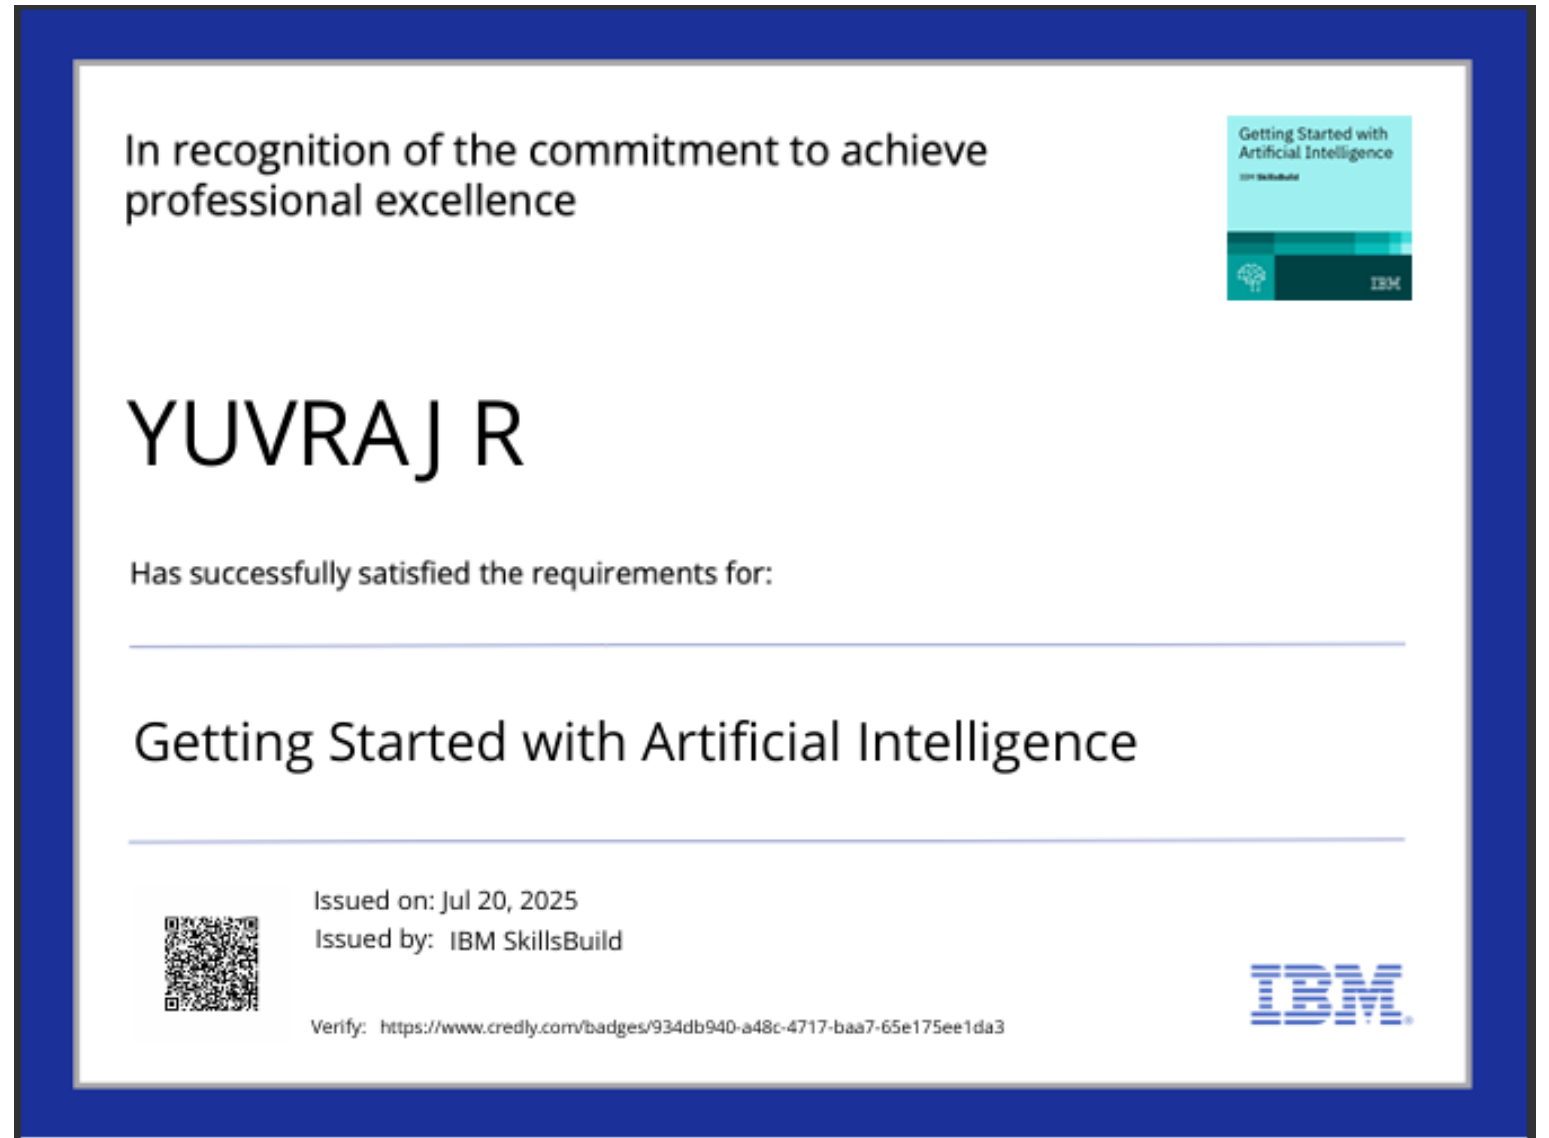 In recognition of the commitment to achieve
professional excellence
Getting Started with
Artificial Intelligence
IBM SkillsBuild
IBM
YUVRAJ R
Has successfully satisfied the requirements for:
Getting Started with Artificial Intelligence
Issued on: Jul 20, 2025
Issued by: IBM SkillsBuild
IBM®
Verify: https://www.credly.com/badges/934db940-a48c-4717-baa7-65e175ee1da3